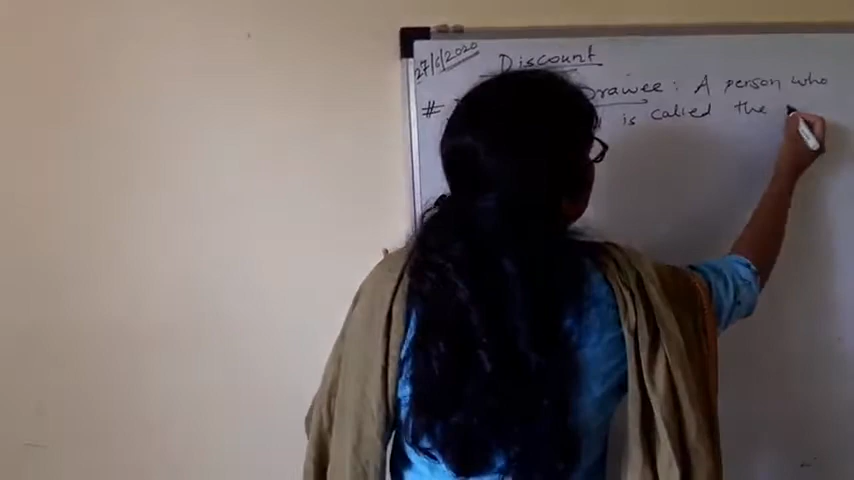 27/6/2020
Discount
# Drawee: A person who
is called the